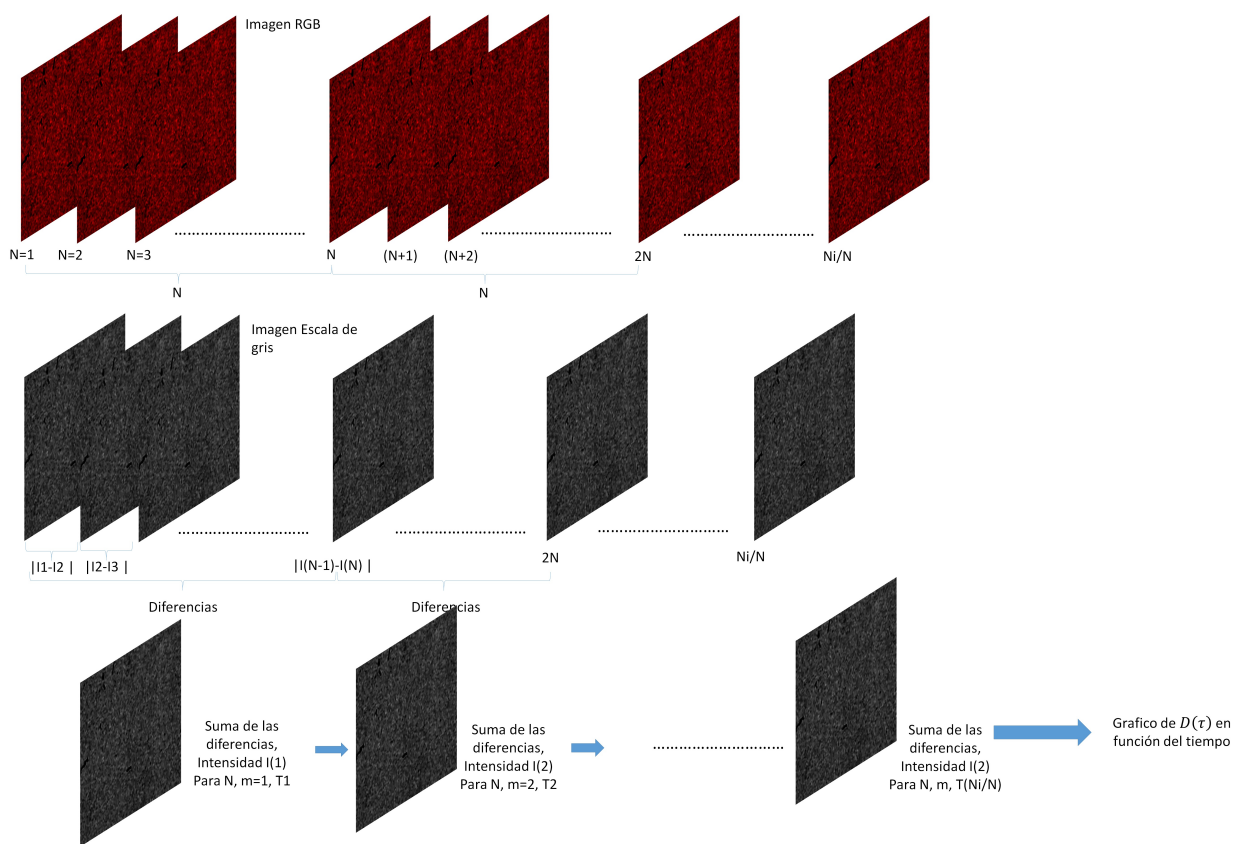 Imagen RGB
N=1
N=2
N=3
N
(N+1)
(N+2)
2N
Ni/N
N
N
Imagen Escala de
gris
2N
Ni/N
|I1-I2 |
|I2-I3 |
|I(N-1)-I(N) |
Diferencias
Diferencias
Suma de las
diferencias,
Intensidad I(1)
Para N, m=1, T1
Suma de las
diferencias,
Intensidad I(2)
Para N, m=2, T2
Suma de las
diferencias,
Intensidad I(2)
Para N, m, T(Ni/N)
Grafico de D(τ) en
función del tiempo